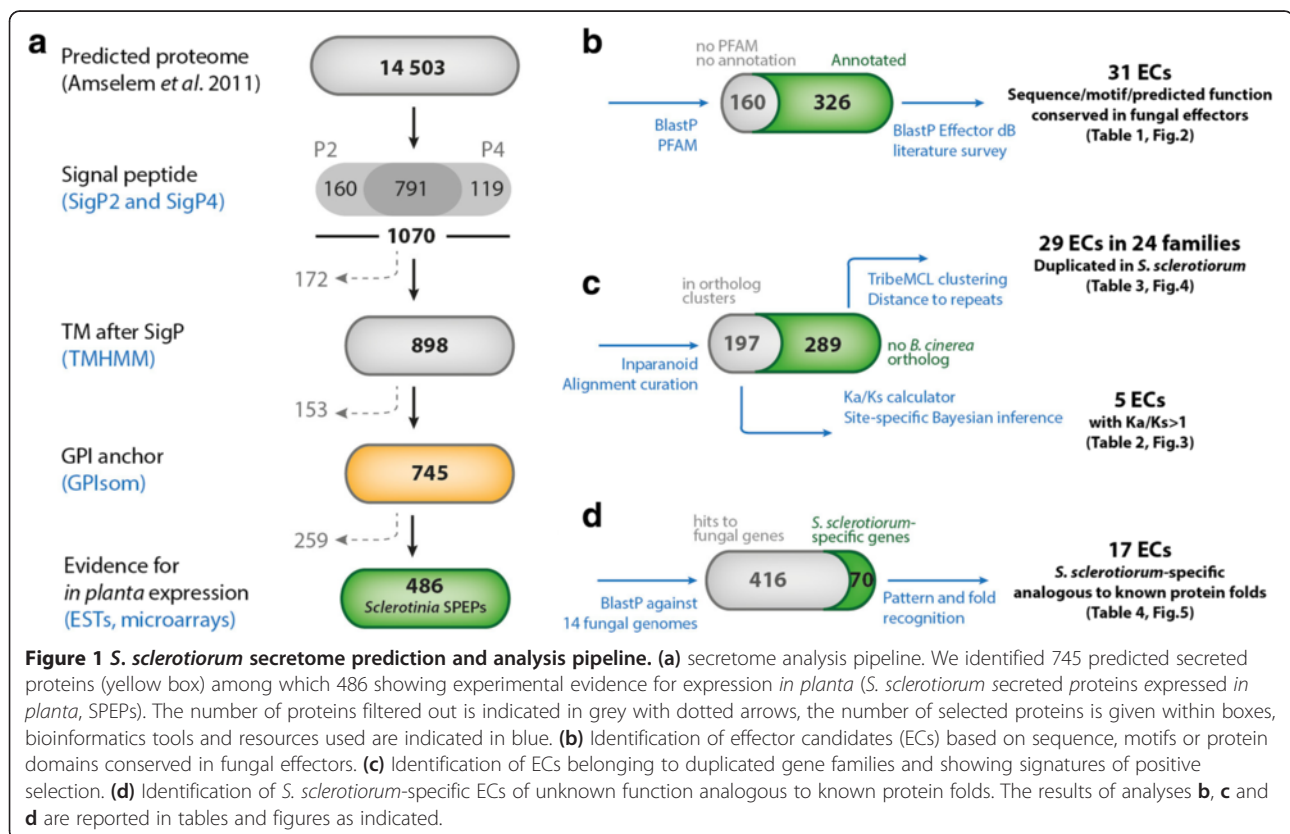 a
Predicted proteome
(Amselem et al. 2011)
14 503
Signal peptide
(SigP2 and SigP4)
P2
P4
160
791
119
1070
172
TM after SigP
(TMHMM)
898
153
GPI anchor
(GPIsom)
745
259
Evidence for
in planta expression
(ESTs, microarrays)
486
Sclerotinia SPEPs
b
no PFAM
no annotation
Annotated
160
326
BlastP
PFAM
BlastP Effector dB
literature survey
31 ECs
Sequence/motif/predicted function
conserved in fungal effectors
(Table 1, Fig.2)
c
in ortholog
clusters
197
289
no B. cinerea
ortholog
Inparanoid
Alignment curation
TribeMCL clustering
Distance to repeats
29 ECs in 24 families
Duplicated in S. sclerotiorum
(Table 3, Fig.4)
Ka/Ks calculator
Site-specific Bayesian inference
5 ECs
with Ka/Ks>1
(Table 2, Fig.3)
d
hits to
fungal genes
S. sclerotiorum-
specific genes
416
70
BlastP against
14 fungal genomes
Pattern and fold
recognition
17 ECs
S. sclerotiorum-specific
analogous to known protein folds
(Table 4, Fig.5)
Figure 1 S. sclerotiorum secretome prediction and analysis pipeline. (a) secretome analysis pipeline. We identified 745 predicted secreted
proteins (yellow box) among which 486 showing experimental evidence for expression in planta (S. sclerotiorum secreted proteins expressed in
planta, SPEPs). The number of proteins filtered out is indicated in grey with dotted arrows, the number of selected proteins is given within boxes,
bioinformatics tools and resources used are indicated in blue. (b) Identification of effector candidates (ECs) based on sequence, motifs or protein
domains conserved in fungal effectors. (c) Identification of ECs belonging to duplicated gene families and showing signatures of positive
selection. (d) Identification of S. sclerotiorum-specific ECs of unknown function analogous to known protein folds. The results of analyses b, c and
d are reported in tables and figures as indicated.